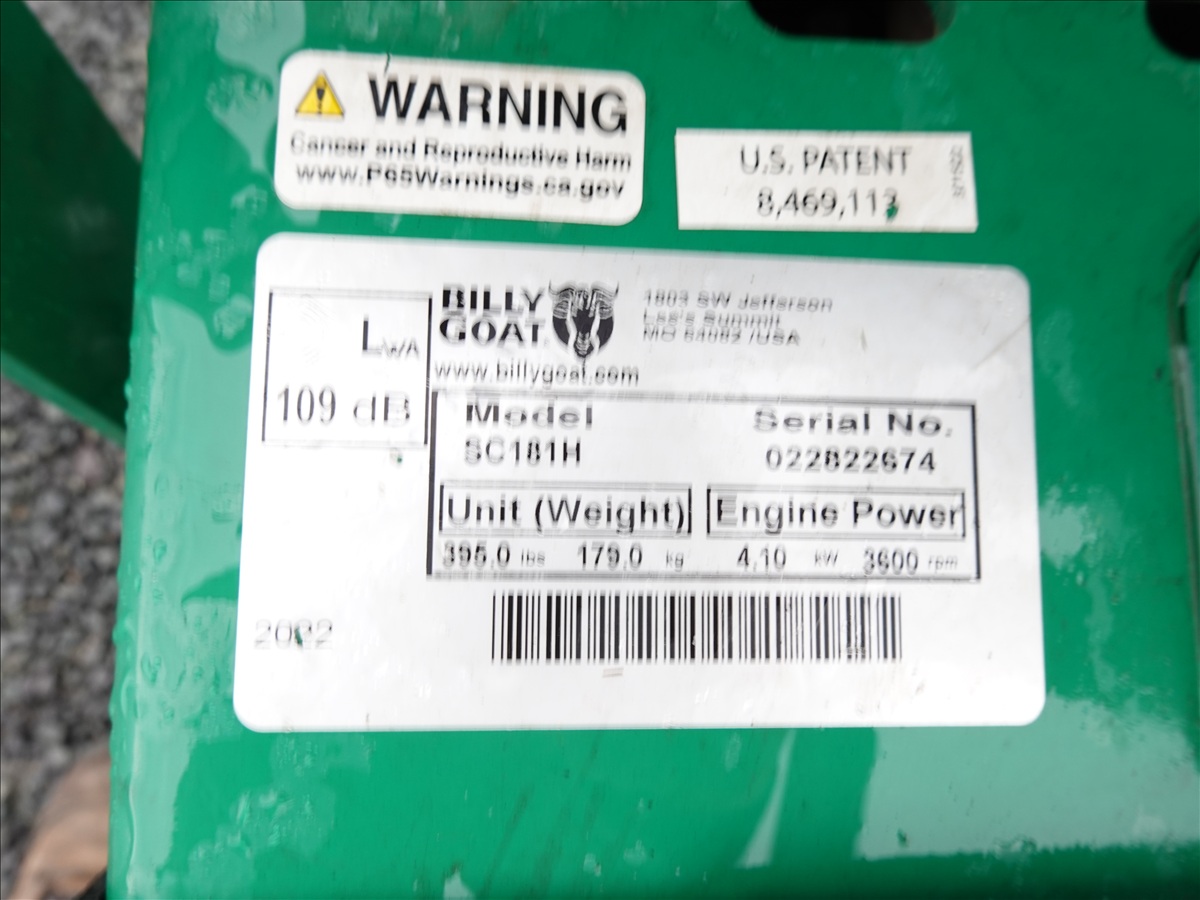 WARNING
Cancer and Reproductive Harm
www.P65Warnings.ca.gov
U.S. PATENT
8,469,113
BILLY
GOAT
1803 SW Jefferson
Lee's Summit
MO 64082 /USA
www.billygoat.com
LWA
109 dB
Model Serial No.
SC181H 022822674
Unit (Weight) Engine Power
395.0 lbs 179.0 kg 4.10 kW 3600 rpm
2022